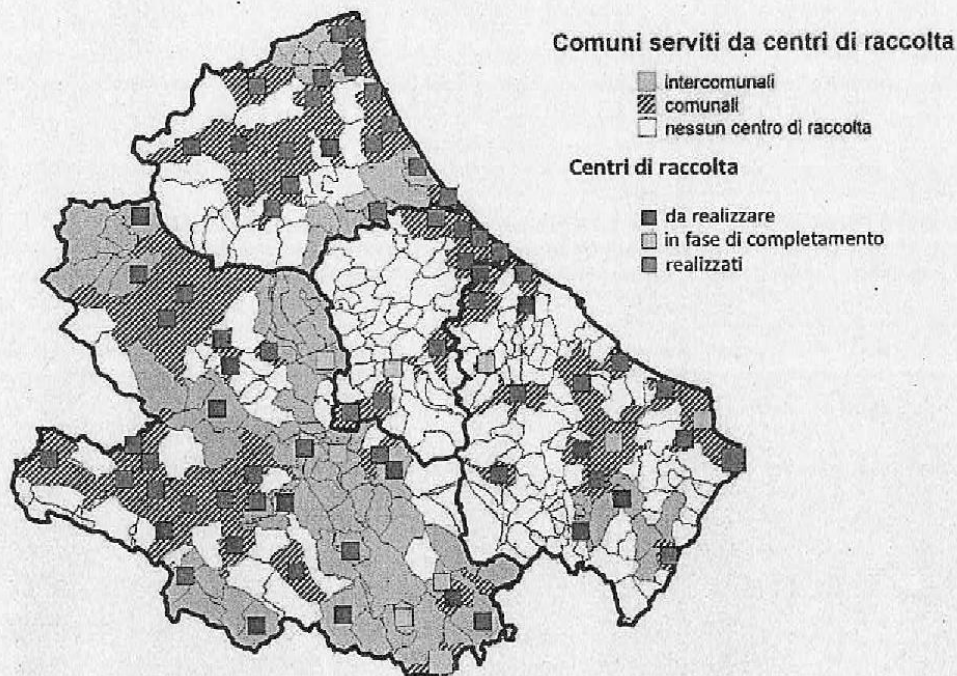 Comuni serviti da centri di raccolta
intercomunali
comunali
nessun centro di raccolta
Centri di raccolta
da realizzare
in fase di completamento
realizzati